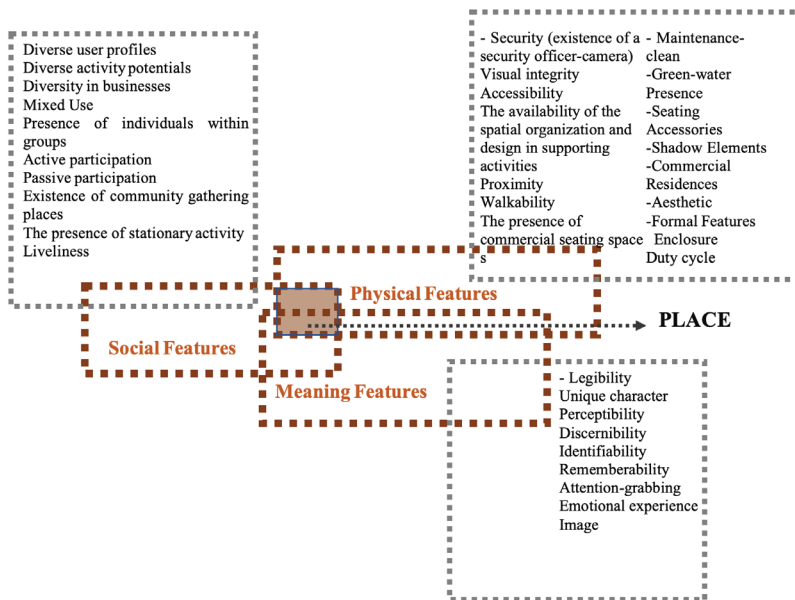 Diverse user profiles
Diverse activity potentials
Diversity in businesses
Mixed Use
Presence of individuals within
groups
Active participation
Passive participation
Existence of community gathering
places
The presence of stationary activity
Liveliness
- Security (existence of a
security officer-camera)
Visual integrity
Accessibility
The availability of the
spatial organization and
design in supporting
activities
Proximity
Walkability
The presence of
commercial seating space
s
- Maintenance-
clean
-Green-water
Presence
-Seating
Accessories
-Shadow Elements
-Commercial
Residences
-Aesthetic
-Formal Features
Enclosure
Duty cycle
Physical Features
PLACE
Social Features
Meaning Features
- Legibility
Unique character
Perceptibility
Discernibility
Identifiability
Rememberability
Attention-grabbing
Emotional experience
Image